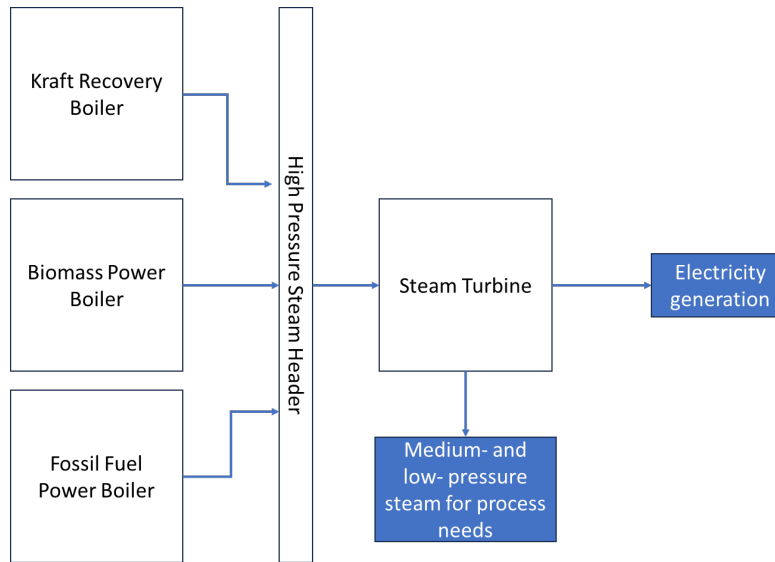 Kraft Recovery
Boiler
Biomass Power
Boiler
Fossil Fuel
Power Boiler
High Pressure Steam Header
Steam Turbine
Electricity
generation
Medium- and
low- pressure
steam for process
needs